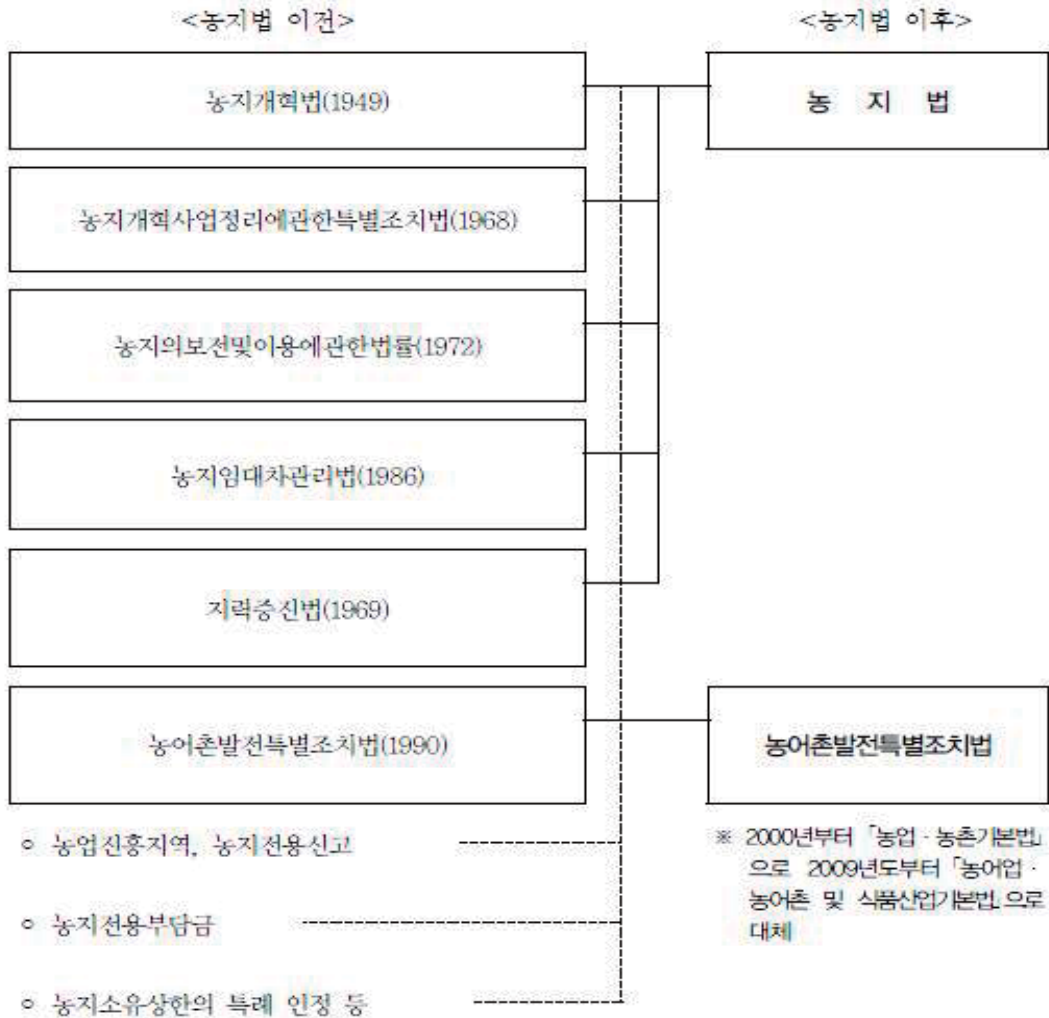 <농지법 이전>
<농지법 이후>
농지개혁법(1949)
농 지 법
농지개혁사업정리에관한특별조치법(1968)
농지의보전및이용에관한법률(1972)
농지임대차관리법(1986)
지력증진법(1969)
농어촌발전특별조치법(1990)
농어촌발전특별조치법
○ 농업진흥지역, 농지전용신고
○ 농지전용부담금
○ 농지소유상한의 특례 인정 등
※ 2000년부터 「농업·농촌기본법」
으로 2009년도부터 「농어업·
농어촌 및 식품산업기본법」으로
대체